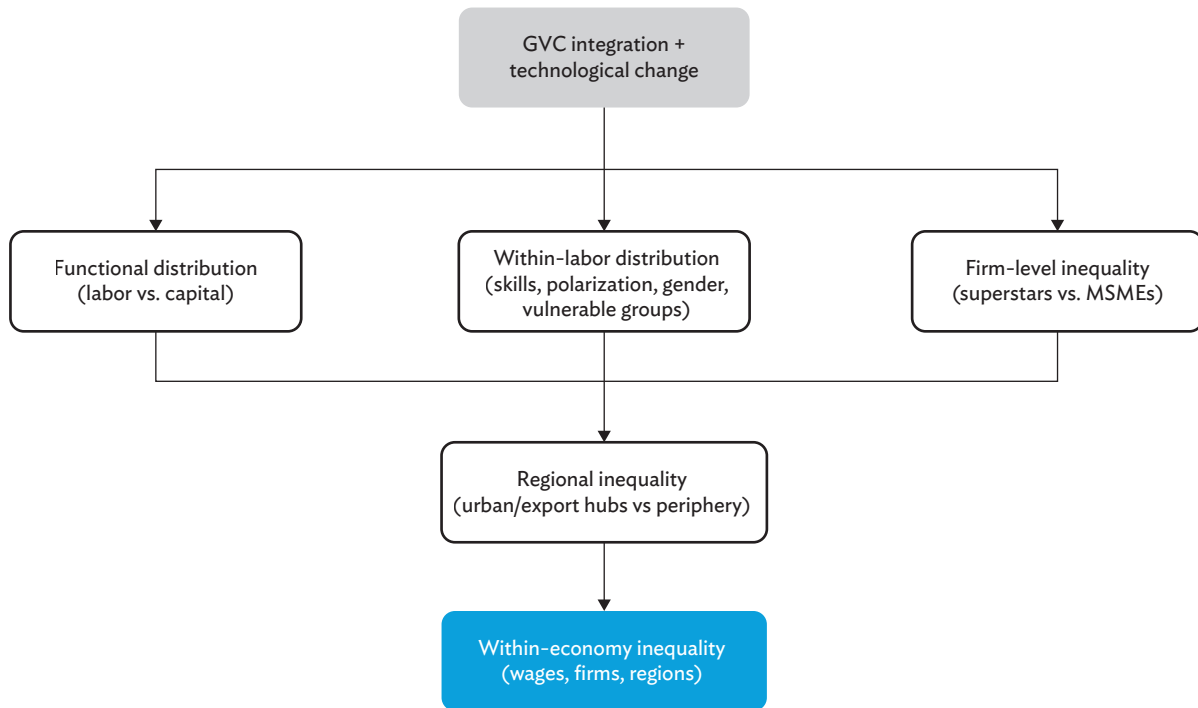 GVC integration +
technological change
Functional distribution
(labor vs. capital)
Within-labor distribution
(skills, polarization, gender,
vulnerable groups)
Firm-level inequality
(superstars vs. MSMEs)
Regional inequality
(urban/export hubs vs periphery)
Within-economy inequality
(wages, firms, regions)